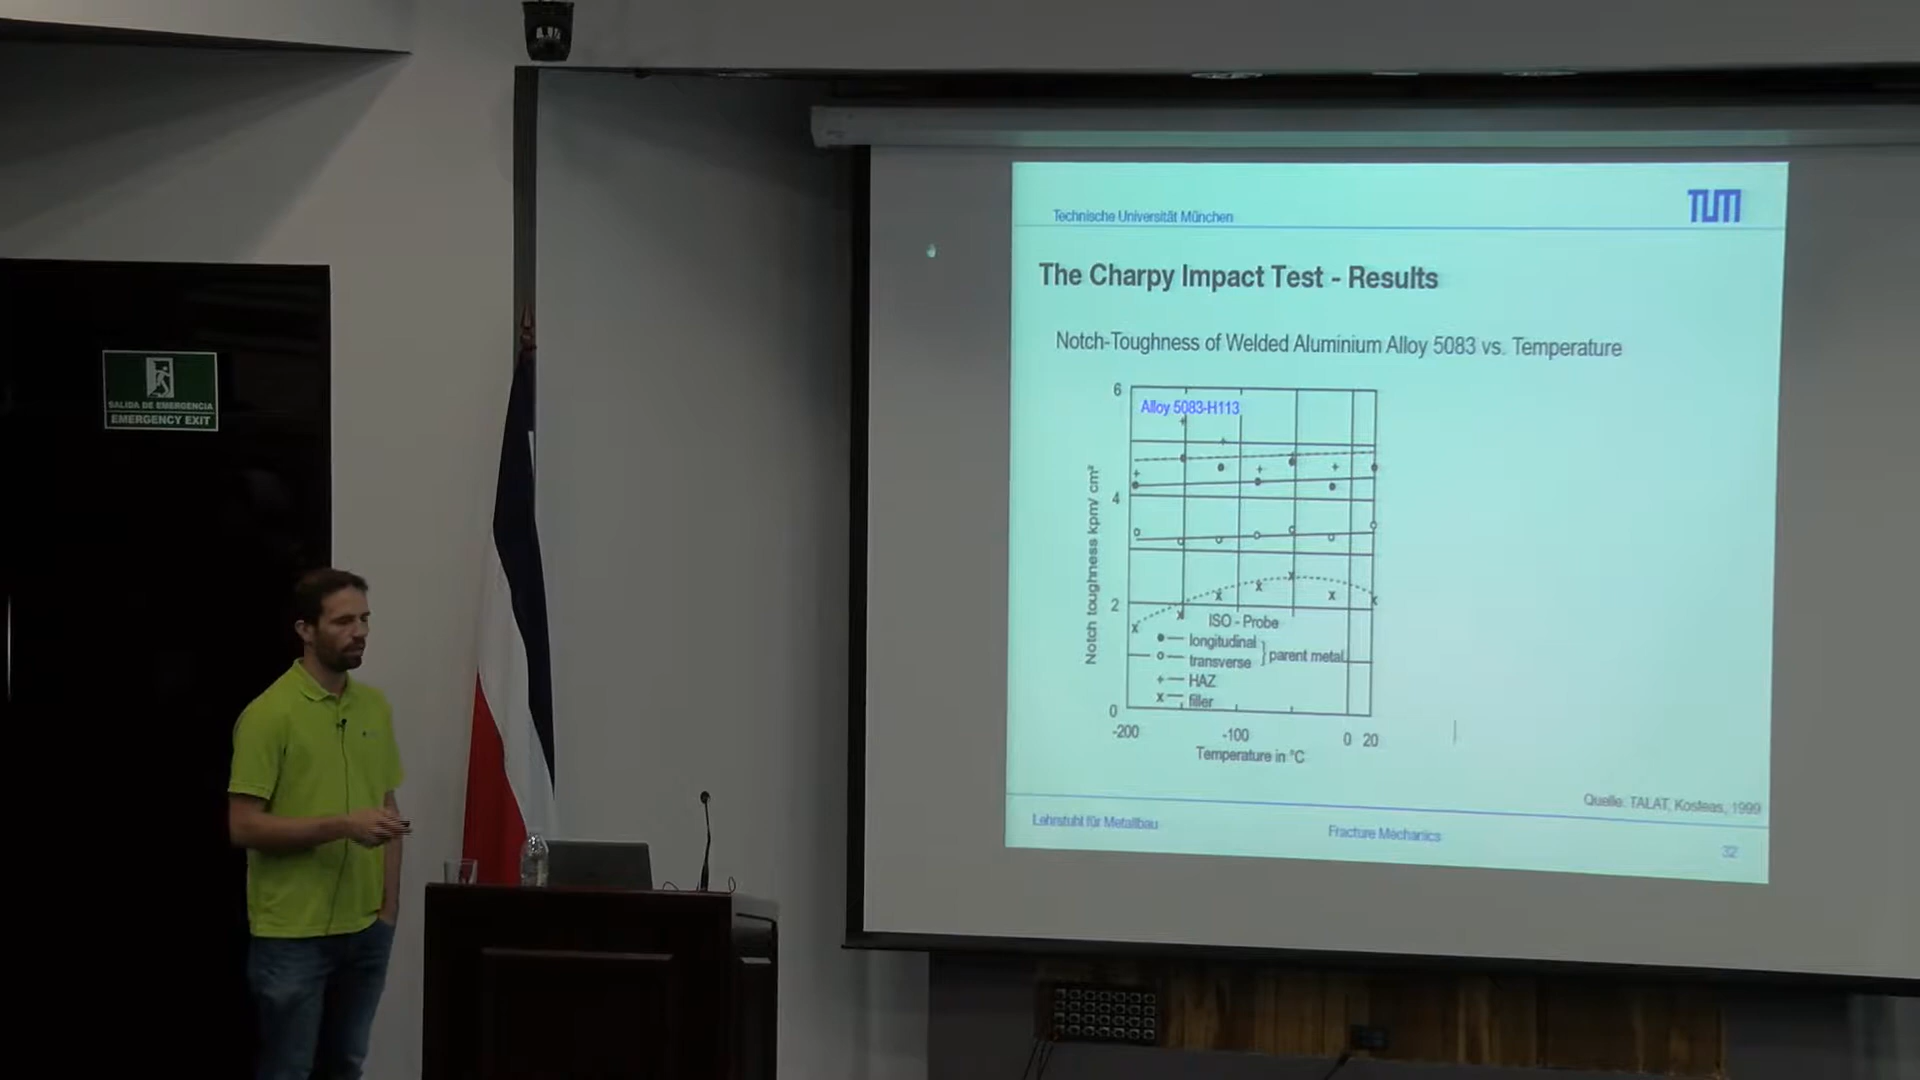 SALIDA DE EMERGENCIA
EMERGENCY EXIT
Technische Universität München
TUM
The Charpy Impact Test - Results
Notch-Toughness of Welded Aluminium Alloy 5083 vs. Temperature
Alloy 5083-H113
Notch toughness kpm/ cm²
6
4
2
0
ISO - Probe
longitudinal
transverse
parent metal
+ — HAZ
x — filler
-200
-100
0
20
Temperature in °C
Quelle: TALAT, Kosteas, 1999
Lehrstuhl für Metallbau
Fracture Mechanics
32